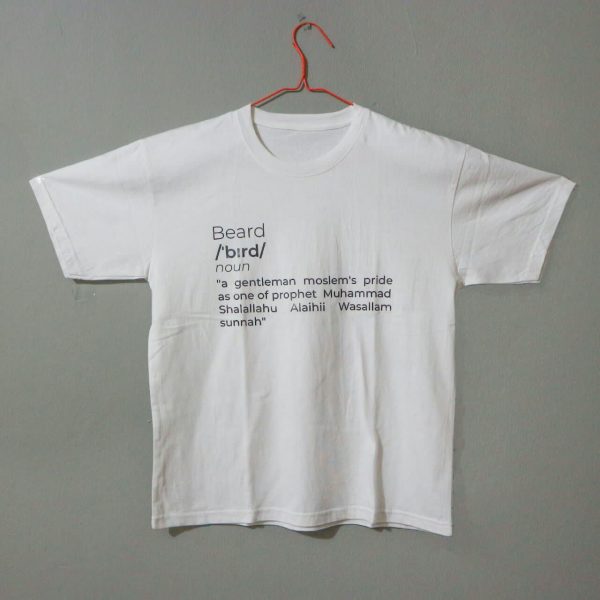 Beard
/'bɪrd/
noun
"a gentleman moslem's pride
as one of prophet Muhammad
Shalallahu Alaihii Wasallam
sunnah"